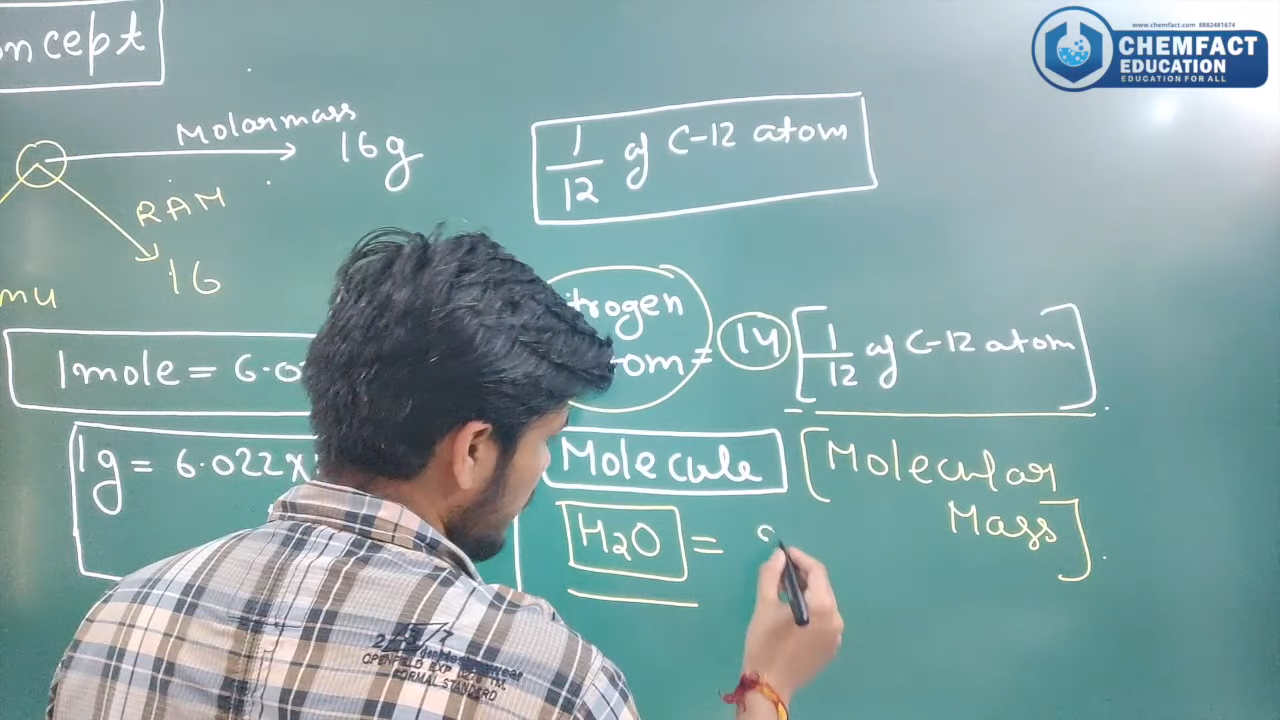 www.chemfact.com 8882481674
CHEMFACT
EDUCATION
EDUCATION FOR ALL
ncept
Molarmass
16g
RAM
16
mu
1/12 of C-12 atom
1mole = 6.0
1g = 6.022x
trogen
om = 14 [1/12 of C-12 atom]
Molecule
[Molecular
Mass]
H₂O =
OPENFIELD EXP
FORMAL STANDARD